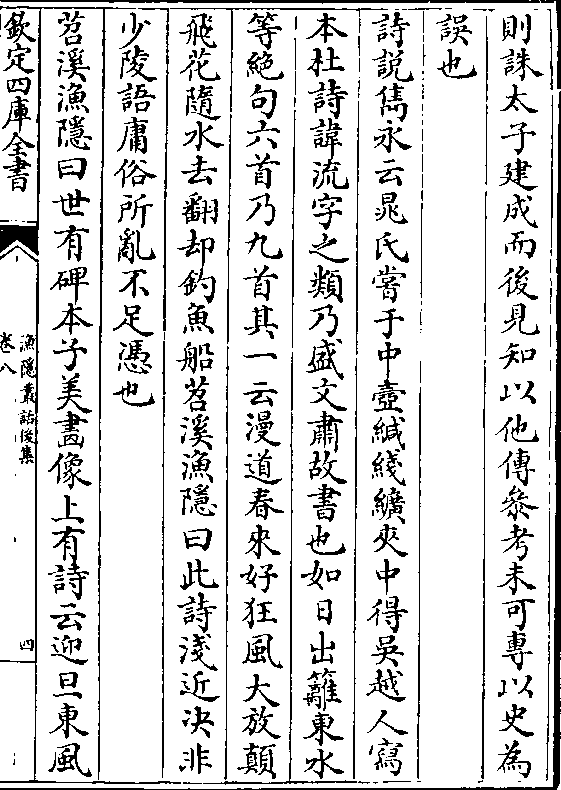 則誅太子建成而後見知以他傳叅考未可專以史為
誤也
詩説雋永云晁氏嘗于中壼緘綫纊夾中得吳越人寫
本杜詩諱流字之類乃盛文肅故書也如日出籬東水
等絶句六首乃九首其一云漫道春來好狂風大放顛
飛花隨水去翻却釣魚船苕溪漁隱曰此詩淺近决非
少陵語庸俗所亂不足憑也
苕溪漁隱曰世有碑本子美畫像上有詩云迎旦東風
欽定四庫全書
漁隱叢話後集
卷八
四